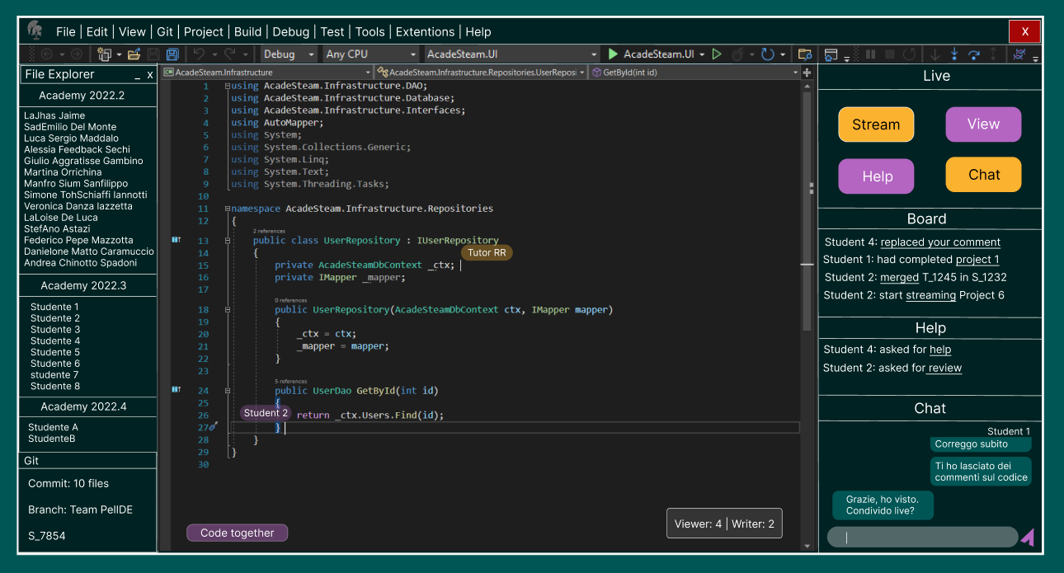 File | Edit | View | Git | Project | Build | Debug | Test | Tools | Extentions | Help
X
Debug
Any CPU
AcadeSteam.UI
AcadeSteam.UI
File Explorer _ x
Academy 2022.2
LaJhas Jaime
SadEmilio Del Monte
Luca Sergio Maddalo
Alessia Feedback Sechi
Giulio Aggratisse Gambino
Martina Orrichina
Manfro Sium Sanfilippo
Simone TohSchiaffi Iannotti
Veronica Danza Iazzetta
LaLoise De Luca
StefAno Astazi
Federico Pepe Mazzotta
Danielone Matto Caramuccio
Andrea Chinotto Spadoni
Academy 2022.3
Studente 1
Studente 2
Studente 3
Studente 4
Studente 5
Studente 6
studente 7
Studente 8
Academy 2022.4
Studente A
StudenteB
Git
Commit: 10 files
Branch: Team PellDE
S_7854
AcadeSteam.Infrastructure
AcadeSteam.Infrastructure.Repositories.UserRepos
GetById(int id)
1 using AcadeSteam.Infrastructure.DAO;
2 using AcadeSteam.Infrastructure.Database;
3 using AcadeSteam.Infrastructure.Interfaces;
4 using AutoMapper;
5 using System;
6 using System.Collections.Generic;
7 using System.Linq;
8 using System.Text;
9 using System.Threading.Tasks;
10
11 namespace AcadeSteam.Infrastructure.Repositories
12 {
2 references
13 public class UserRepository : IUserRepository
14 {
Tutor RR
15 private AcadeSteamDbContext _ctx;
16 private IMapper _mapper;
17
0 references
18 public UserRepository(AcadeSteamDbContext ctx, IMapper mapper)
19 {
20 _ctx = ctx;
21 _mapper = mapper;
22 }
23
5 references
24 public UserDao GetById(int id)
25 {
Student 2
26 return _ctx.Users.Find(id);
27 }
28 }
29 }
30
Code together
Viewer: 4 | Writer: 2
Live
Stream
View
Help
Chat
Board
Student 4: replaced your comment
Student 1: had completed project 1
Student 2: merged T_1245 in S_1232
Student 2: start streaming Project 6
Help
Student 4: asked for help
Student 2: asked for review
Chat
Student 1
Correggo subito
Ti ho lasciato dei
commenti sul codice
Grazie, ho visto.
Condivido live?